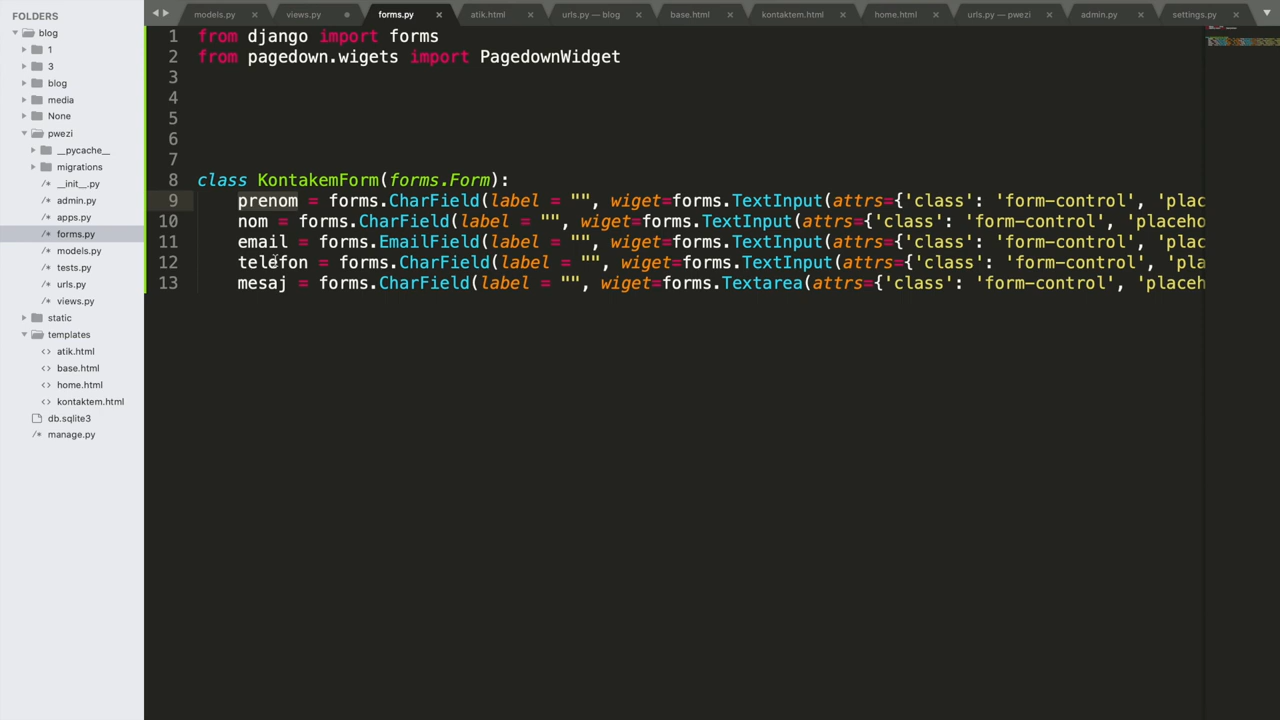 FOLDERS
blog
1
3
blog
media
None
pwezi
__pycache__
migrations
__init__.py
admin.py
apps.py
forms.py
models.py
tests.py
urls.py
views.py
static
templates
atik.html
base.html
home.html
kontaktem.html
db.sqlite3
manage.py
models.py × views.py forms.py × atik.html × urls.py — blog × base.html × kontaktem.html × home.html × urls.py — pwezi × admin.py × settings.py ×
1 from django import forms
2 from pagedown.wigets import PagedownWidget
3
4
5
6
7
8 class KontakemForm(forms.Form):
9 prenom = forms.CharField(label = "", wiget=forms.TextInput(attrs={'class': 'form-control', 'plac
10 nom = forms.CharField(label = "", wiget=forms.TextInput(attrs={'class': 'form-control', 'placeho
11 email = forms.EmailField(label = "", wiget=forms.TextInput(attrs={'class': 'form-control', 'plac
12 telefon = forms.CharField(label = "", wiget=forms.TextInput(attrs={'class': 'form-control', 'pla
13 mesaj = forms.CharField(label = "", wiget=forms.Textarea(attrs={'class': 'form-control', 'placeh